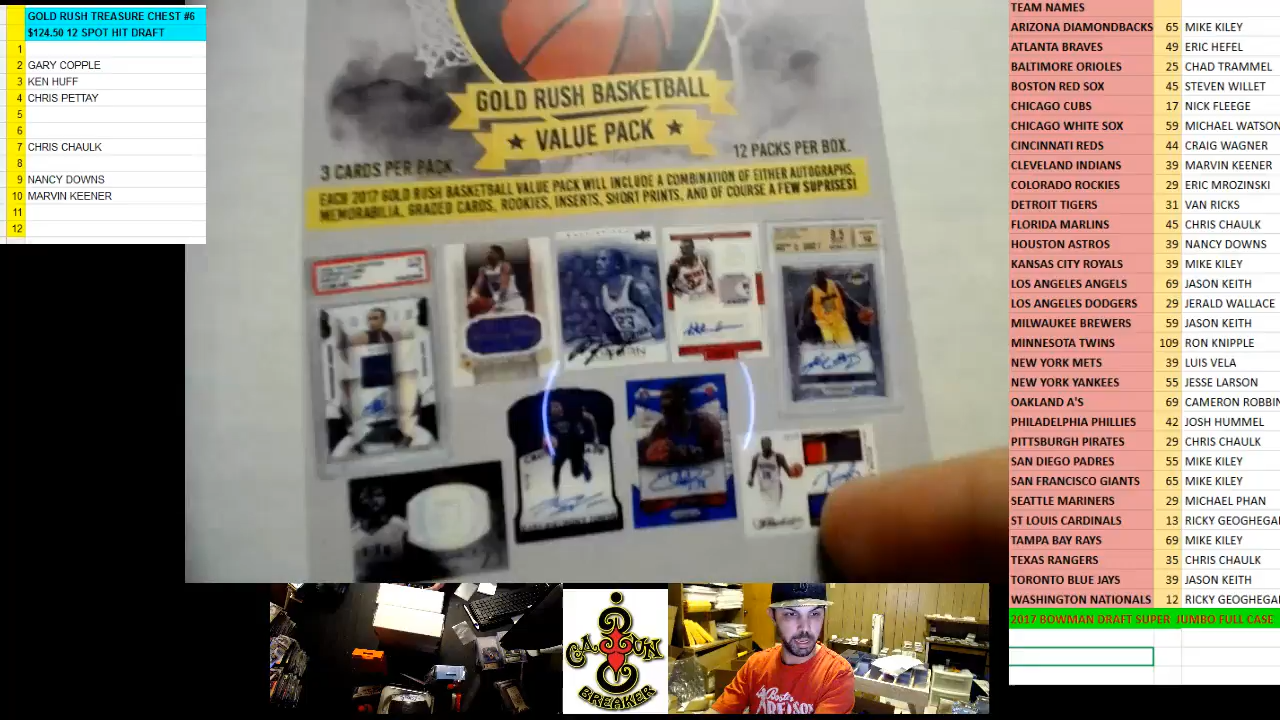 GOLD RUSH TREASURE CHEST #6
$124.50 12 SPOT HIT DRAFT
1
2 GARY COPPLE
3 KEN HUFF
4 CHRIS PETTAY
5
6
7 CHRIS CHAULK
8
9 NANCY DOWNS
10 MARVIN KEENER
11
12
GOLD RUSH BASKETBALL
★ VALUE PACK ★
3 CARDS PER PACK.
12 PACKS PER BOX.
EACH 2017 GOLD RUSH BASKETBALL VALUE PACK WILL INCLUDE A COMBINATION OF EITHER AUTOGRAPHS,
MEMORABILIA, GRADED CARDS, ROOKIES, INSERTS, SHORT PRINTS, AND OF COURSE A FEW SUPRISES!
9.5
CAJUN
BREAKER
TEAM NAMES
ARIZONA DIAMONDBACKS 65 MIKE KILEY
ATLANTA BRAVES 49 ERIC HEFEL
BALTIMORE ORIOLES 25 CHAD TRAMMEL
BOSTON RED SOX 45 STEVEN WILLET
CHICAGO CUBS 17 NICK FLEEGE
CHICAGO WHITE SOX 59 MICHAEL WATSON
CINCINNATI REDS 44 CRAIG WAGNER
CLEVELAND INDIANS 39 MARVIN KEENER
COLORADO ROCKIES 29 ERIC MROZINSKI
DETROIT TIGERS 31 VAN RICKS
FLORIDA MARLINS 45 CHRIS CHAULK
HOUSTON ASTROS 39 NANCY DOWNS
KANSAS CITY ROYALS 39 MIKE KILEY
LOS ANGELES ANGELS 69 JASON KEITH
LOS ANGELES DODGERS 29 JERALD WALLACE
MILWAUKEE BREWERS 59 JASON KEITH
MINNESOTA TWINS 109 RON KNIPPLE
NEW YORK METS 39 LUIS VELA
NEW YORK YANKEES 55 JESSE LARSON
OAKLAND A'S 69 CAMERON ROBBIN
PHILADELPHIA PHILLIES 42 JOSH HUMMEL
PITTSBURGH PIRATES 29 CHRIS CHAULK
SAN DIEGO PADRES 55 MIKE KILEY
SAN FRANCISCO GIANTS 65 MIKE KILEY
SEATTLE MARINERS 29 MICHAEL PHAN
ST LOUIS CARDINALS 13 RICKY GEOGHEGAN
TAMPA BAY RAYS 69 MIKE KILEY
TEXAS RANGERS 35 CHRIS CHAULK
TORONTO BLUE JAYS 39 JASON KEITH
WASHINGTON NATIONALS 12 RICKY GEOGHEGAN
2017 BOWMAN DRAFT SUPER JUMBO FULL CASE